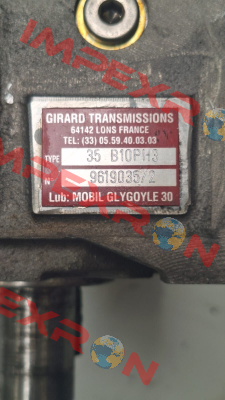 IMPEXRON
GIRARD TRANSMISSIONS
64142 LONS FRANCE
TEL: (33) 05.59.40.03.03
TYPE 35 B10PH3
N° 9619035/2
Lub: MOBIL GLYGOYLE 30
IMPEXRON